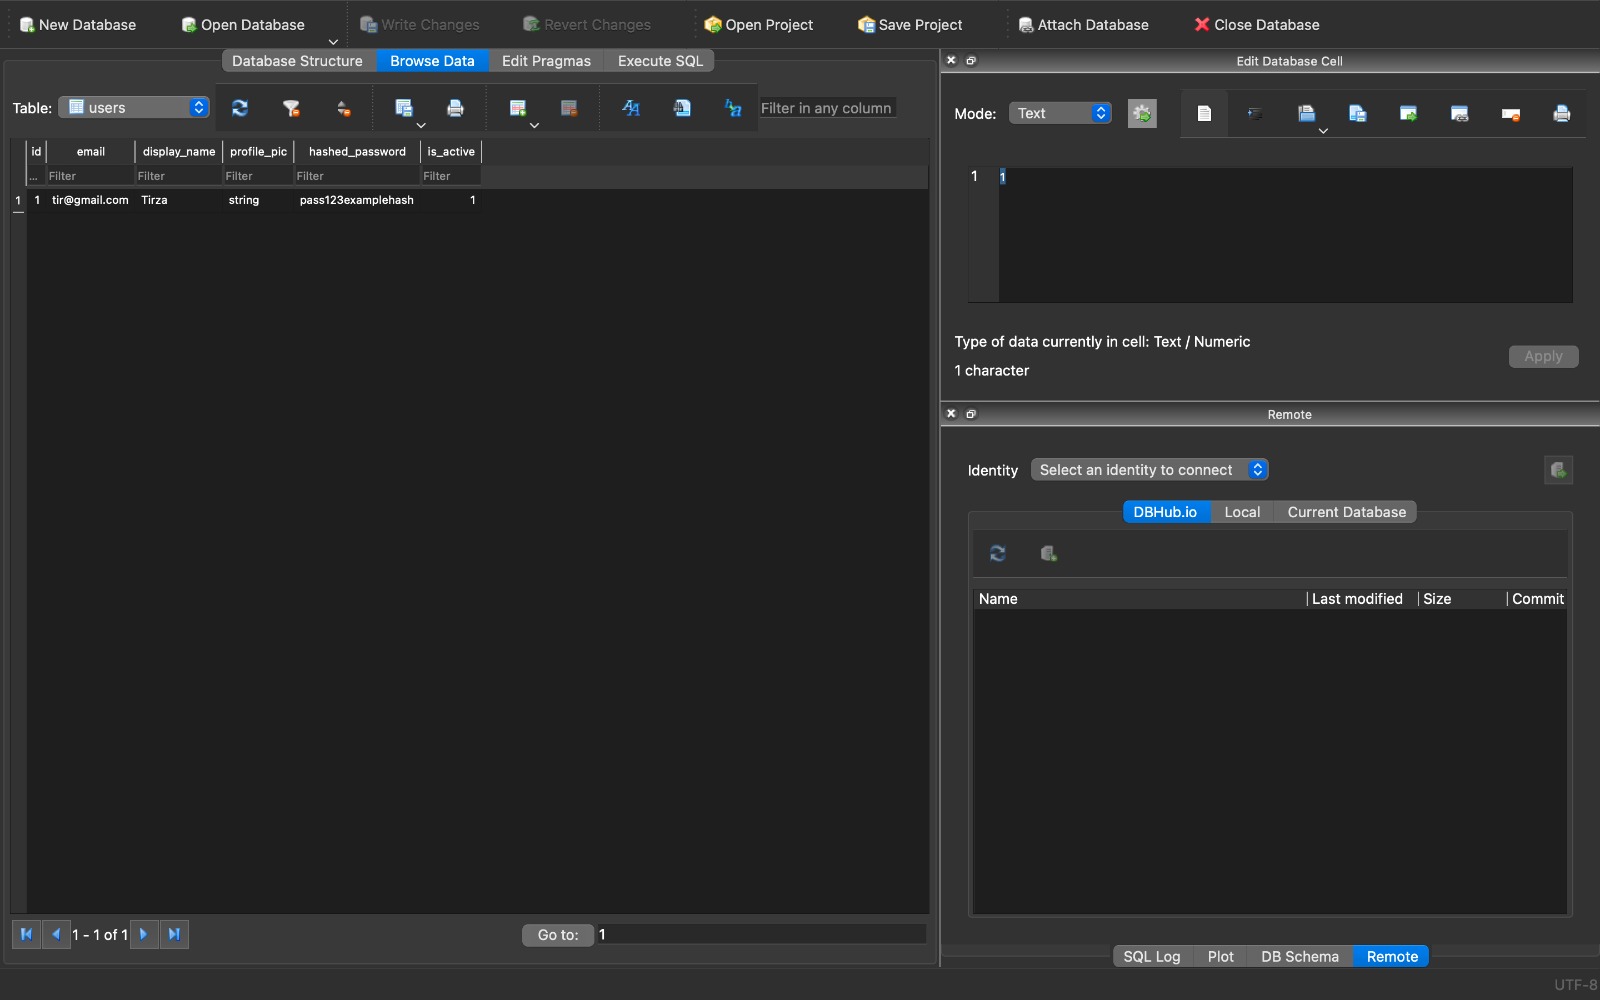 New Database
Open Database
Write Changes
Revert Changes
Open Project
Save Project
Attach Database
Close Database
Database Structure
Browse Data
Edit Pragmas
Execute SQL
Table:
users
Filter in any column
id
email
display_name
profile_pic
hashed_password
is_active
...
Filter
Filter
Filter
Filter
Filter
1
1
tir@gmail.com
Tirza
string
pass123examplehash
1
1 - 1 of 1
Go to:
1
Edit Database Cell
Mode:
Text
1
1
Type of data currently in cell: Text / Numeric
1 character
Apply
Remote
Identity
Select an identity to connect
DBHub.io
Local
Current Database
Name
Last modified
Size
Commit
SQL Log
Plot
DB Schema
Remote
UTF-8